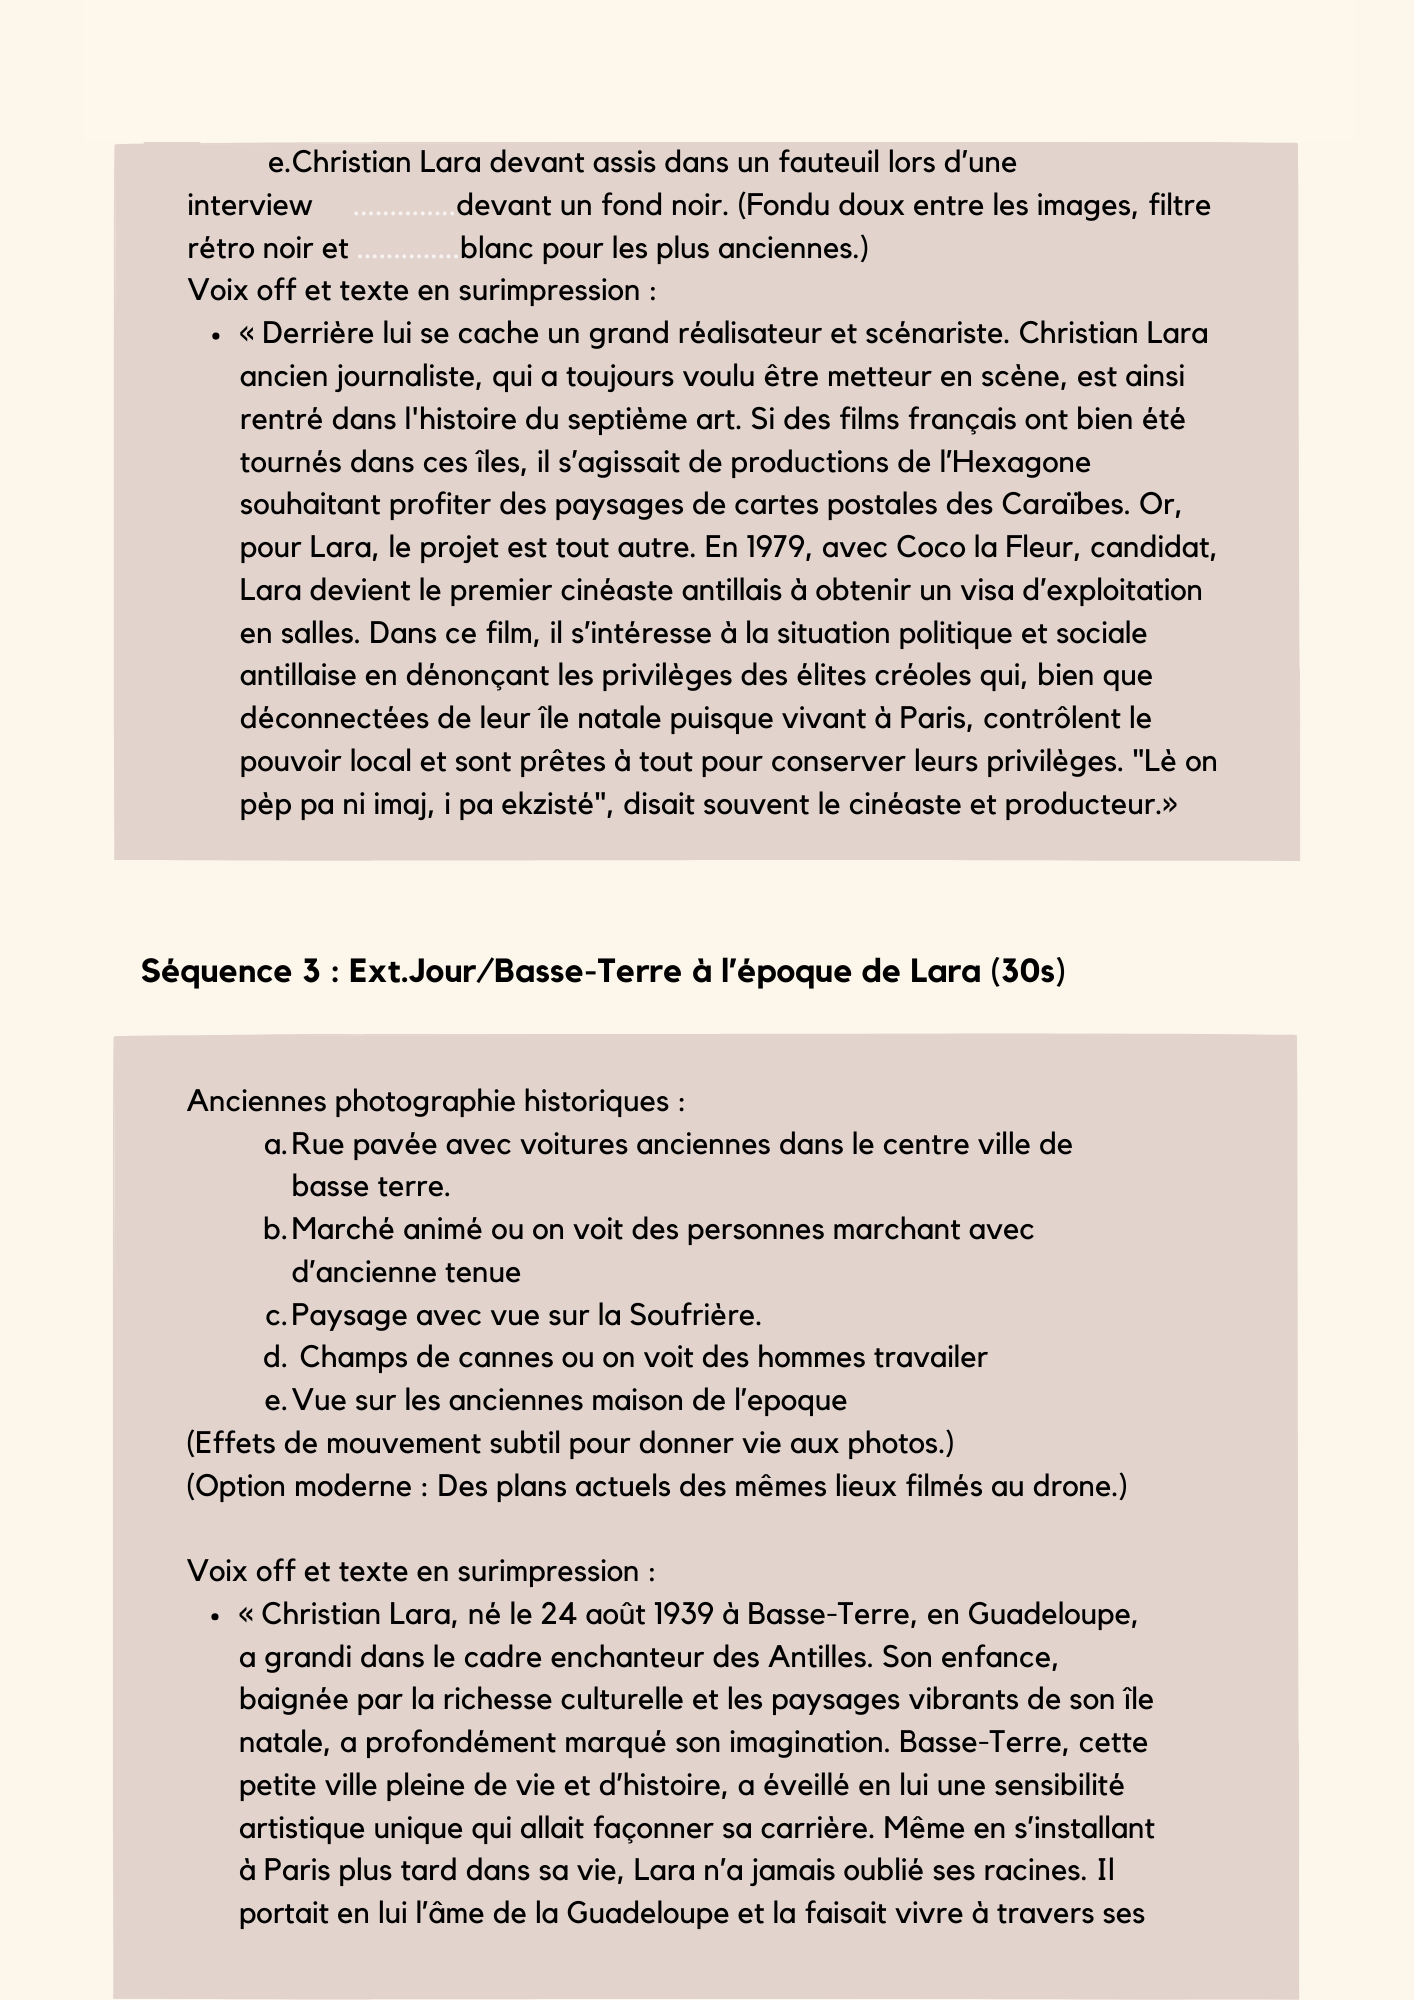 e.Christian Lara devant assis dans un fauteuil lors d’une
interview ..............devant un fond noir. (Fondu doux entre les images, filtre
rétro noir et ..............blanc pour les plus anciennes.)
Voix off et texte en surimpression :
• « Derrière lui se cache un grand réalisateur et scénariste. Christian Lara
ancien journaliste, qui a toujours voulu être metteur en scène, est ainsi
rentré dans l'histoire du septième art. Si des films français ont bien été
tournés dans ces îles, il s’agissait de productions de l’Hexagone
souhaitant profiter des paysages de cartes postales des Caraïbes. Or,
pour Lara, le projet est tout autre. En 1979, avec Coco la Fleur, candidat,
Lara devient le premier cinéaste antillais à obtenir un visa d’exploitation
en salles. Dans ce film, il s’intéresse à la situation politique et sociale
antillaise en dénonçant les privilèges des élites créoles qui, bien que
déconnectées de leur île natale puisque vivant à Paris, contrôlent le
pouvoir local et sont prêtes à tout pour conserver leurs privilèges. "Lè on
pèp pa ni imaj, i pa ekzisté", disait souvent le cinéaste et producteur.»
Séquence 3 : Ext.Jour/Basse-Terre à l’époque de Lara (30s)
Anciennes photographie historiques :
a. Rue pavée avec voitures anciennes dans le centre ville de
basse terre.
b. Marché animé ou on voit des personnes marchant avec
d’ancienne tenue
c. Paysage avec vue sur la Soufrière.
d. Champs de cannes ou on voit des hommes travailer
e. Vue sur les anciennes maison de l’epoque
(Effets de mouvement subtil pour donner vie aux photos.)
(Option moderne : Des plans actuels des mêmes lieux filmés au drone.)
Voix off et texte en surimpression :
• « Christian Lara, né le 24 août 1939 à Basse-Terre, en Guadeloupe,
a grandi dans le cadre enchanteur des Antilles. Son enfance,
baignée par la richesse culturelle et les paysages vibrants de son île
natale, a profondément marqué son imagination. Basse-Terre, cette
petite ville pleine de vie et d’histoire, a éveillé en lui une sensibilité
artistique unique qui allait façonner sa carrière. Même en s’installant
à Paris plus tard dans sa vie, Lara n’a jamais oublié ses racines. Il
portait en lui l’âme de la Guadeloupe et la faisait vivre à travers ses